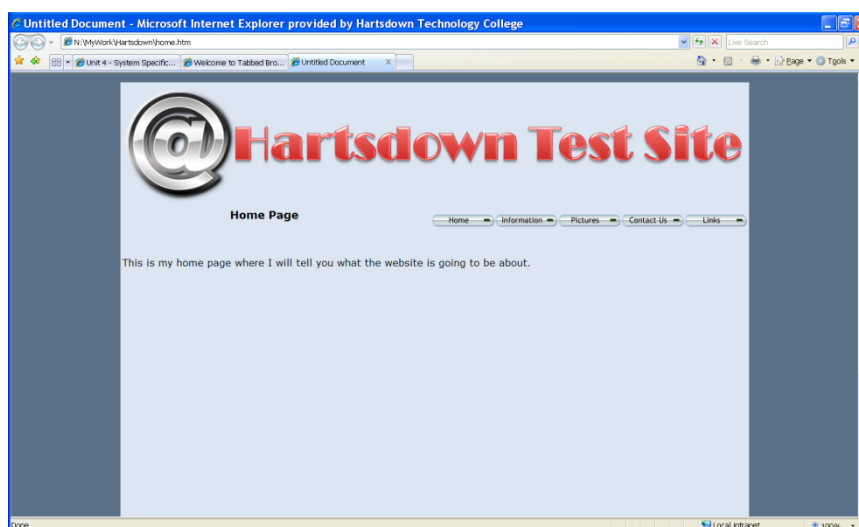 Untitled Document - Microsoft Internet Explorer provided by Hartsdown Technology College
N:\MyWork\Hartsdown\home.htm
Live Search
Unit 4 - System Specific... Welcome to Tabbed Bro... Untitled Document x
Page Tools
@ Hartsdown Test Site
Home Page
Home Information Pictures Contact Us Links
This is my home page where I will tell you what the website is going to be about.
Done
Local intranet
100%